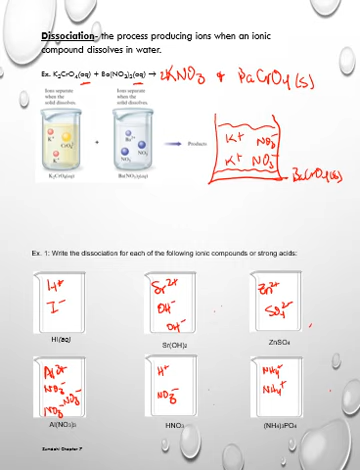 Dissociation- the process producing ions when an ionic
compound dissolves in water.
Ex. K₂CrO₄(aq) + Ba(NO₃)₂(aq) → 2KNO₃ + BaCrO₄(s)
Ions separate when the solid dissolves.
Ions separate when the solid dissolves.
K⁺
CrO₄²⁻
K⁺
+
Ba²⁺
NO₃⁻
NO₃⁻
Products
K₂CrO₄(aq)
Ba(NO₃)₂(aq)
K⁺ NO₃⁻
K⁺ NO₃⁻
BaCrO₄(s)
Ex. 1: Write the dissociation for each of the following ionic compounds or strong acids:
H⁺
I⁻
HI(aq)
Sr²⁺
OH⁻
OH⁻
Sr(OH)₂
Zn²⁺
SO₄²⁻
ZnSO₄
Al³⁺
NO₃⁻
NO₃⁻
NO₃⁻
Al(NO₃)₃
H⁺
NO₃⁻
HNO₃
NH₄⁺
NH₄⁺
(NH₄)₃PO₄
Zumdahl Chapter 7